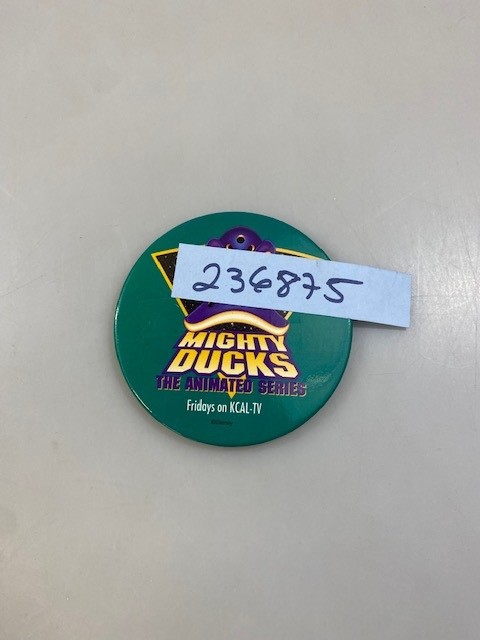 236875
MIGHTY
DUCKS
THE ANIMATED SERIES
Fridays on KCAL-TV